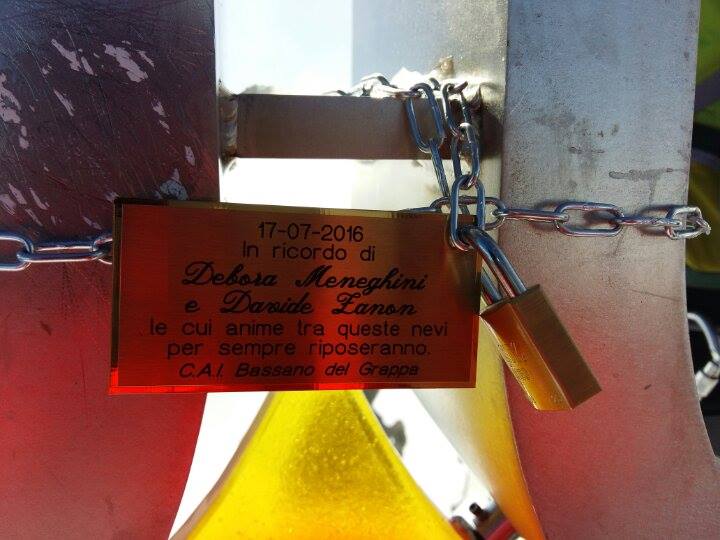 17-07-2016
In ricordo di
Debora Meneghini
e Davide Zanon
le cui anime tra queste nevi
per sempre riposeranno.
C.A.I. Bassano del Grappa